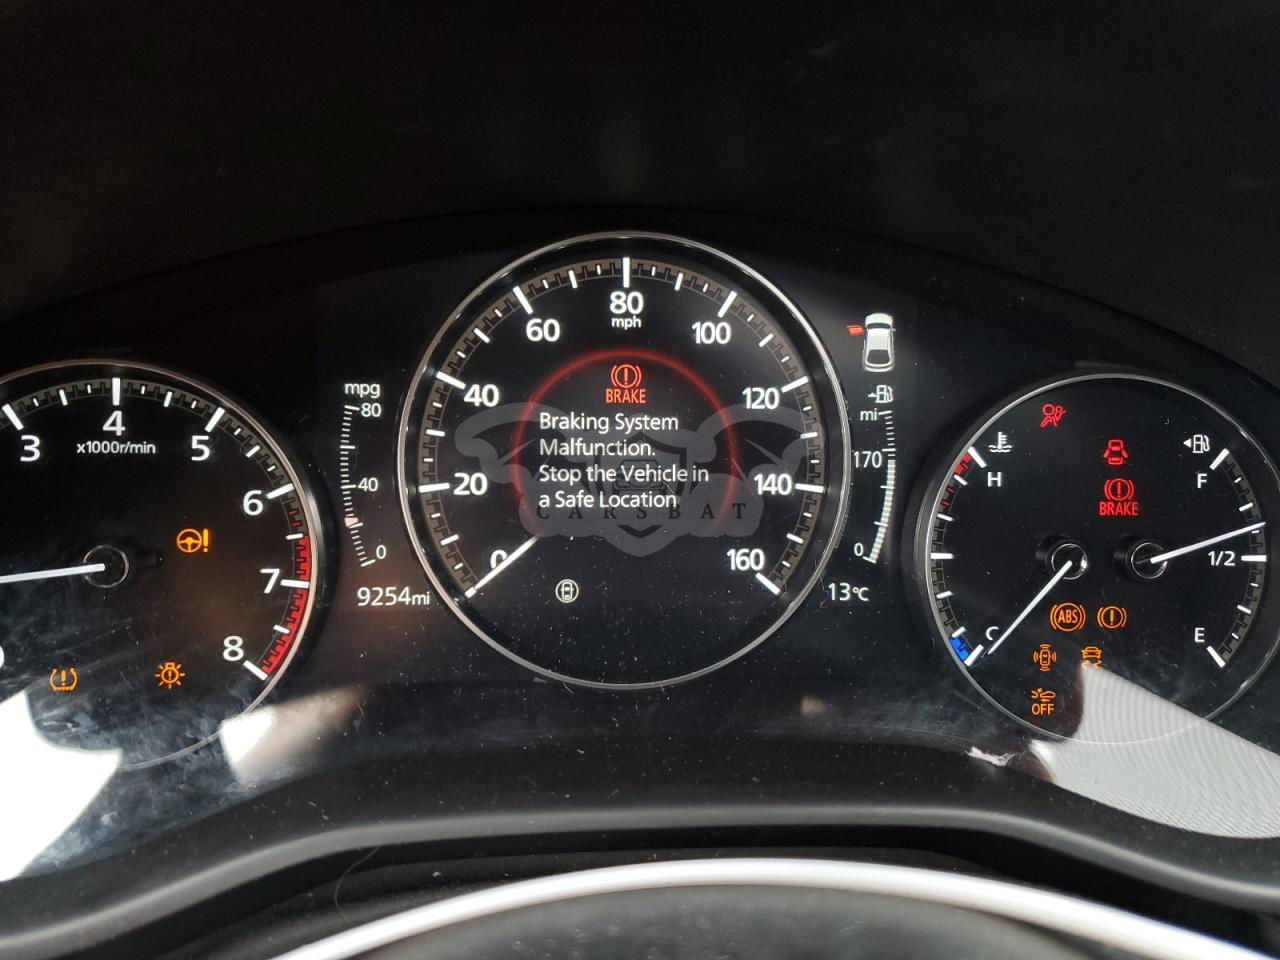 80
mph
60
100
40
120
20
140
0
160
BRAKE
Braking System
Malfunction.
Stop the Vehicle in
a Safe Location
CARSBAT
mpg
80
40
0
9254mi
mi
170
0
13°C
3
4
5
6
7
8
x1000r/min
H
C
F
1/2
E
BRAKE
ABS
OFF